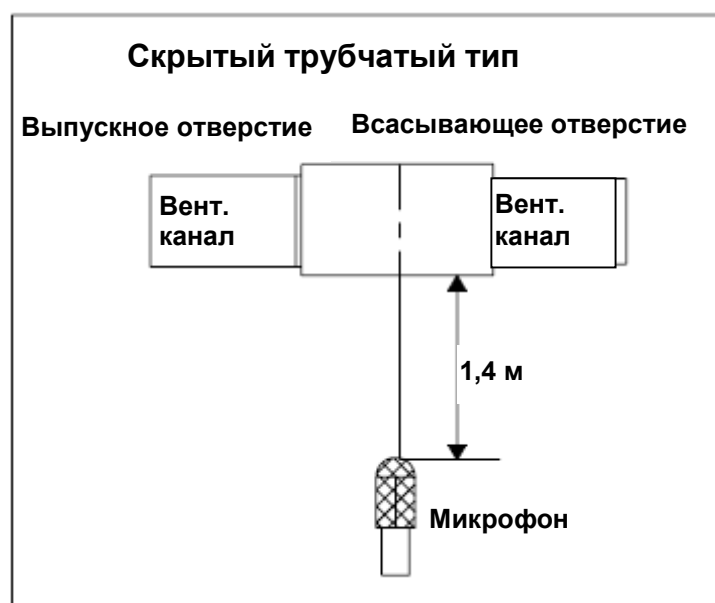 Скрытый трубчатый тип
Выпускное отверстие Всасывающее отверстие
Вент.
канал
Вент.
канал
1,4 м
Микрофон